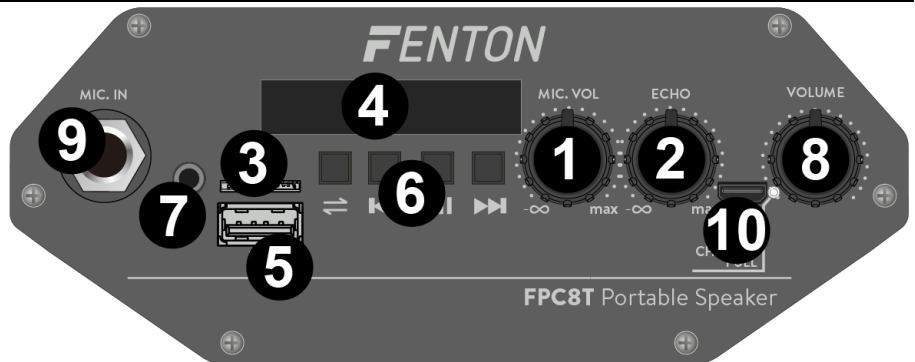 FENTON
MIC. IN
MIC. VOL
ECHO
VOLUME
4
9
3
1
2
8
7
6
-∞
max
-∞
10
5
FPC8T Portable Speaker